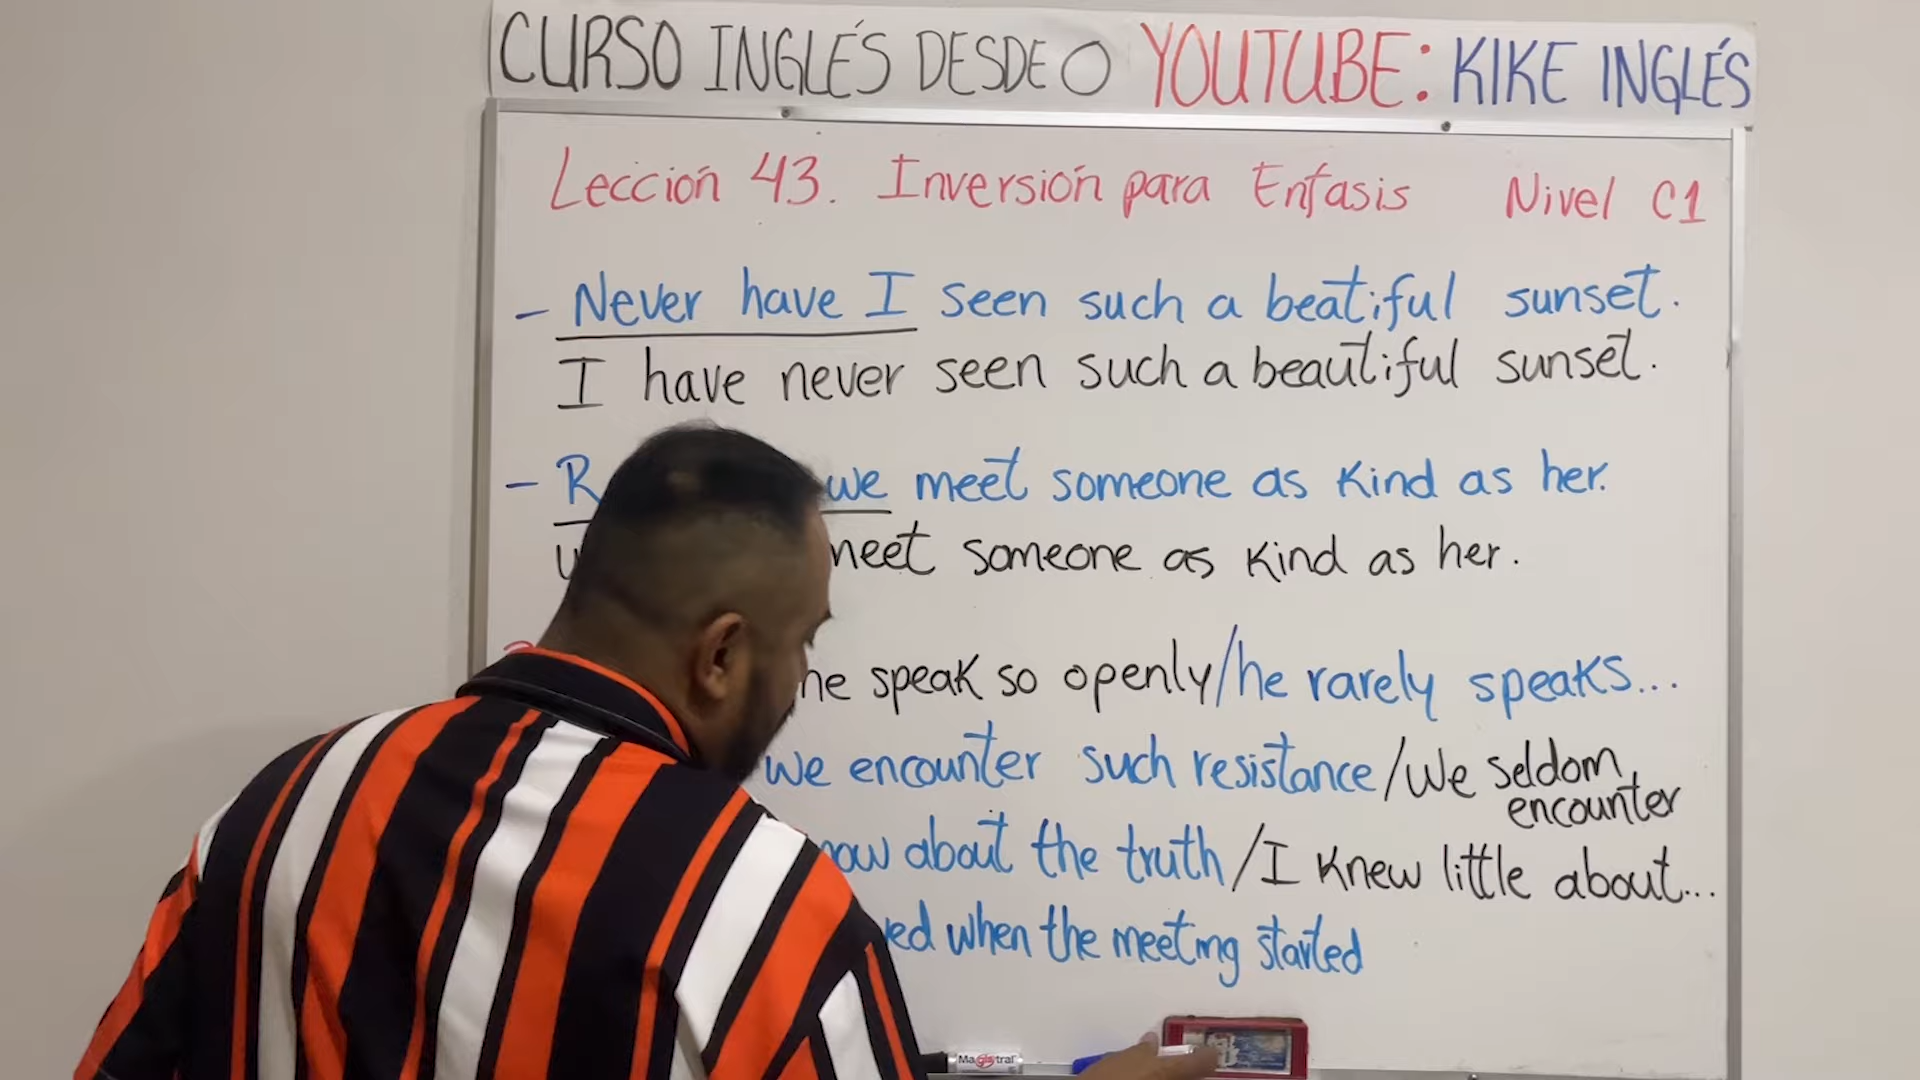 CURSO INGLÉS DESDE 0 YOUTUBE: KIKE INGLÉS
Lección 43. Inversión para Enfasis Nivel C1
- Never have I seen such a beatiful sunset.
I have never seen such a beautiful sunset.
- we meet someone as kind as her.
meet someone as kind as her.
he speak so openly/he rarely speaks...
we encounter such resistance/We seldom
encounter
about the truth/I knew little about...
when the meeting started
Magistral